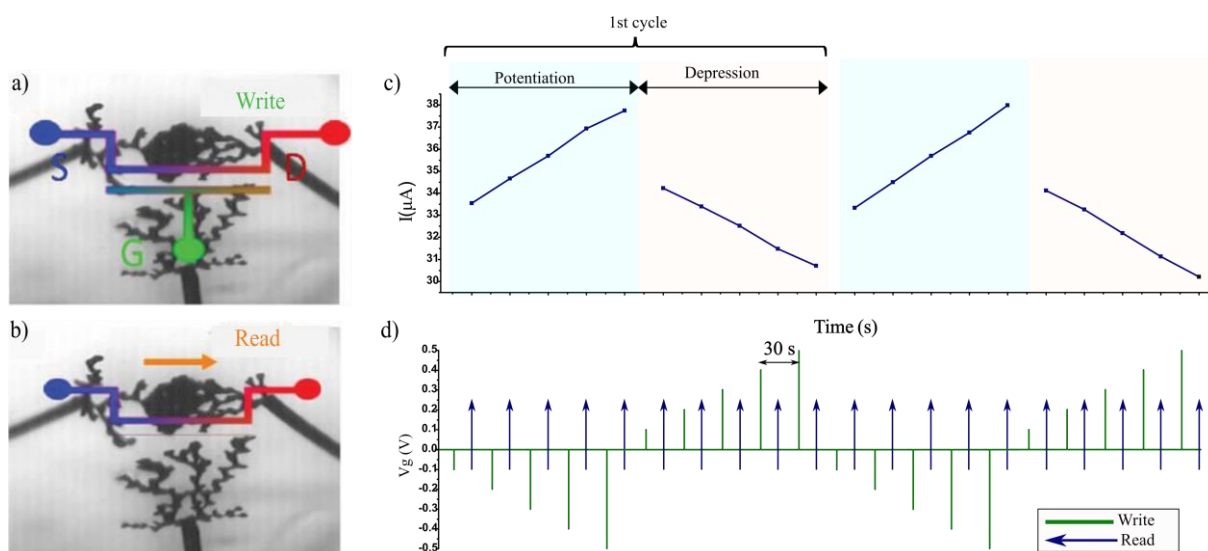 a)
Write
S
D
G
b)
Read
1st cycle
c)
Potentiation
Depression
38
37
36
35
34
33
32
31
30
I(μA)
Time (s)
d)
30 s
0.5
0.4
0.3
0.2
0.1
0.0
-0.1
-0.2
-0.3
-0.4
-0.5
Vg (V)
Write
Read